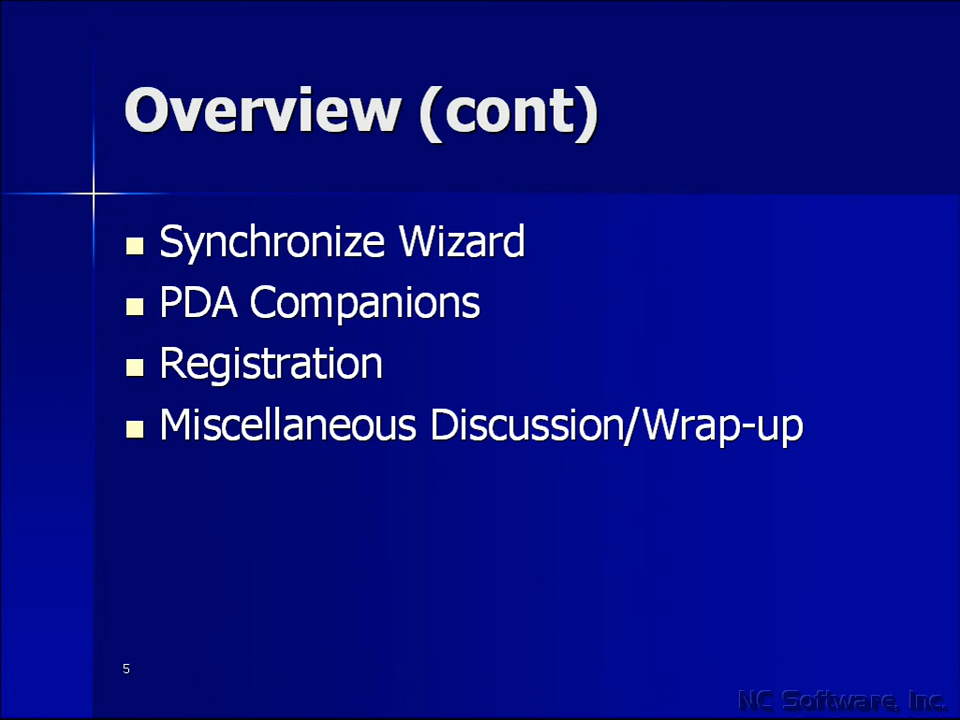 Overview (cont)
Synchronize Wizard
PDA Companions
Registration
Miscellaneous Discussion/Wrap-up
5
NC Software, Inc.